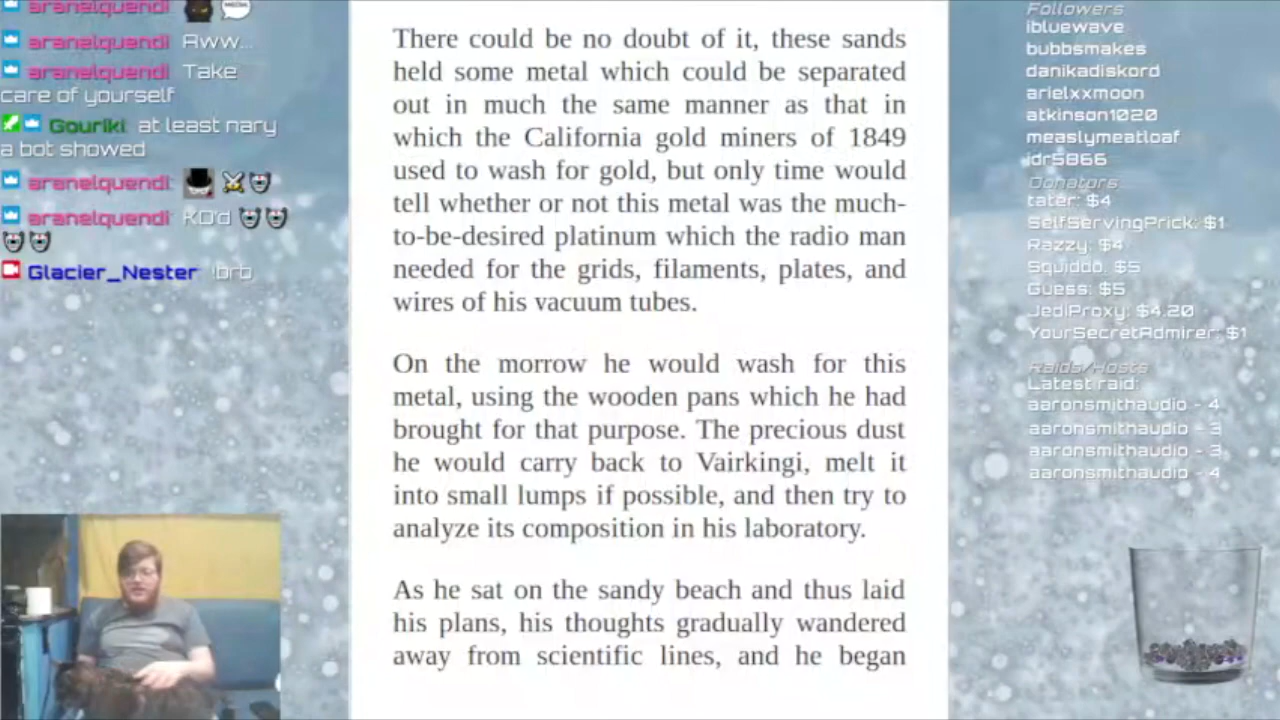 aranelquendi
aranelquendi Aww...
aranelquendi Take
care of yourself
Gouriki: at least nary
a bot showed
aranelquendi
aranelquendi KO'd
Glacier_Nester: !brb
There could be no doubt of it, these sands
held some metal which could be separated
out in much the same manner as that in
which the California gold miners of 1849
used to wash for gold, but only time would
tell whether or not this metal was the much-
to-be-desired platinum which the radio man
needed for the grids, filaments, plates, and
wires of his vacuum tubes.
On the morrow he would wash for this
metal, using the wooden pans which he had
brought for that purpose. The precious dust
he would carry back to Vairkingi, melt it
into small lumps if possible, and then try to
analyze its composition in his laboratory.
As he sat on the sandy beach and thus laid
his plans, his thoughts gradually wandered
away from scientific lines, and he began
Followers
ibluewave
bubbsmakes
danikadiskord
arielxxmoon
atkinson1020
measlymeatloaf
idr5866
Donators
tater: $4
SelfServingPrick: $1
Razzy: $4
Squiddo: $5
Guess: $5
JediProxy: $4.20
YourSecretAdmirer: $1
Raids/Hosts
Latest raid:
aaronsmithaudio - 4
aaronsmithaudio - 3
aaronsmithaudio - 3
aaronsmithaudio - 4